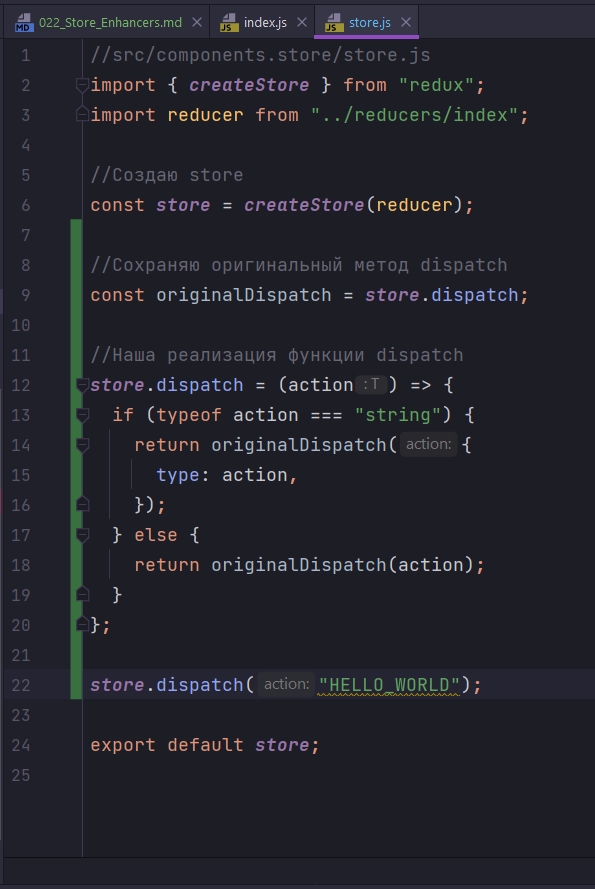 022_Store_Enhancers.md index.js store.js
1 //src/components.store/store.js
2 import { createStore } from "redux";
3 import reducer from "../reducers/index";
4
5 //Создаю store
6 const store = createStore(reducer);
7
8 //Сохраняю оригинальный метод dispatch
9 const originalDispatch = store.dispatch;
10
11 //Наша реализация функции dispatch
12 store.dispatch = (action :T ) => {
13 if (typeof action === "string") {
14 return originalDispatch( action: {
15 type: action,
16 });
17 } else {
18 return originalDispatch(action);
19 }
20 };
21
22 store.dispatch( action: "HELLO_WORLD");
23
24 export default store;
25